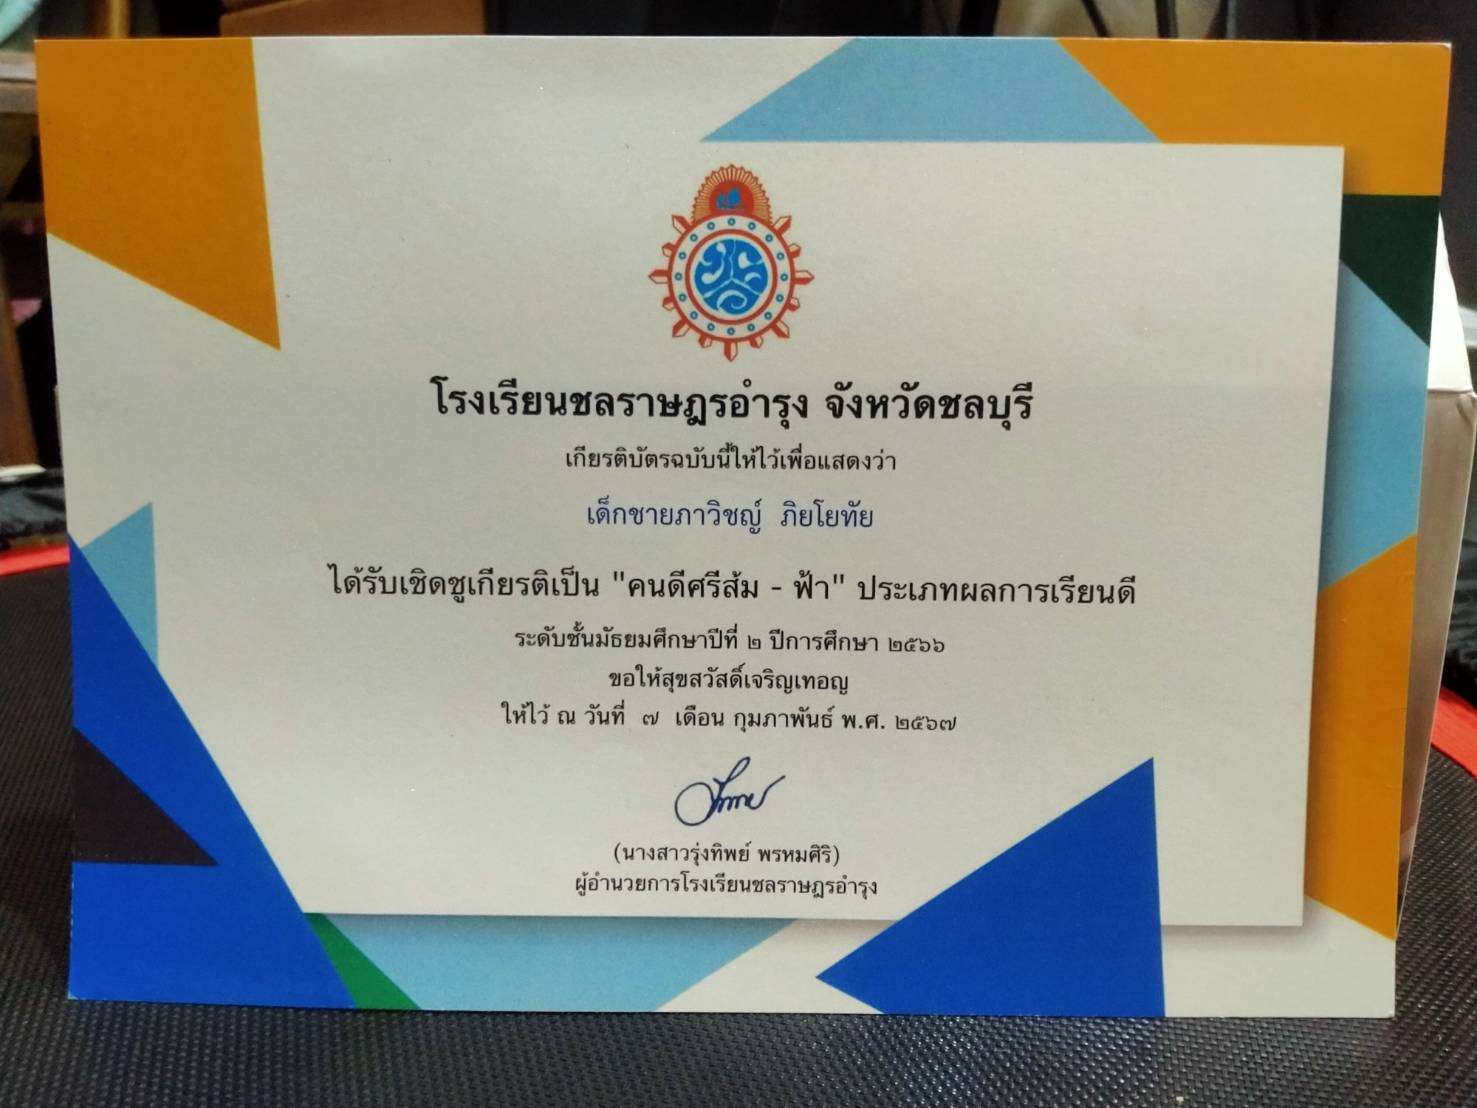 โรงเรียนชลราษฎรอำรุง จังหวัดชลบุรี
เกียรติบัตรฉบับนี้ให้ไว้เพื่อแสดงว่า
เด็กชายภาวิชญ์ ภิยโยทัย
ได้รับเชิดชูเกียรติเป็น "คนดีศรีส้ม - ฟ้า" ประเภทผลการเรียนดี
ระดับชั้นมัธยมศึกษาปีที่ ๒ ปีการศึกษา ๒๕๖๖
ขอให้สุขสวัสดิ์เจริญเทอญ
ให้ไว้ ณ วันที่ ๗ เดือน กุมภาพันธ์ พ.ศ. ๒๕๖๗
(นางสาวรุ่งทิพย์ พรหมศิริ)
ผู้อำนวยการโรงเรียนชลราษฎรอำรุง